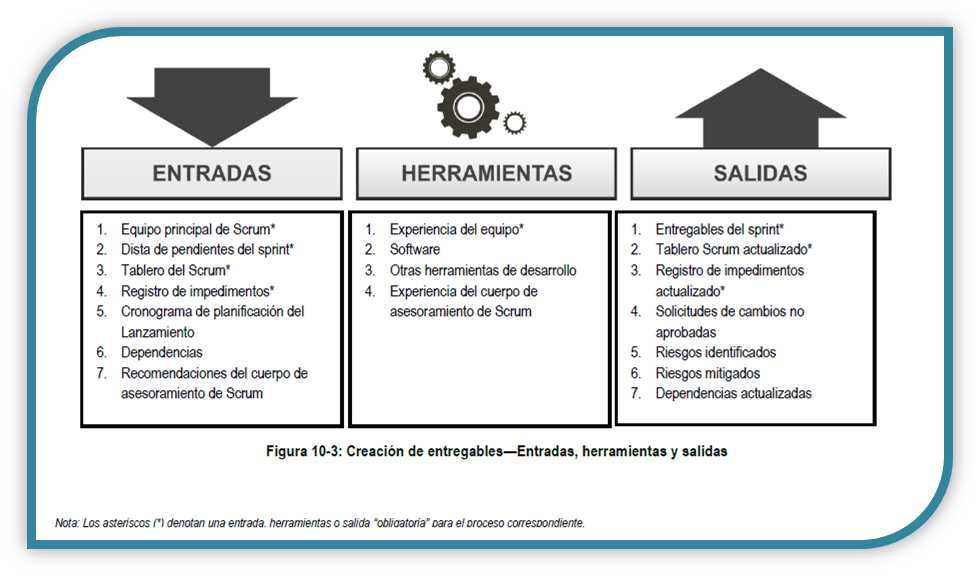 ENTRADAS
HERRAMIENTAS
SALIDAS
1. Equipo principal de Scrum*
2. Dista de pendientes del sprint*
3. Tablero del Scrum*
4. Registro de impedimentos*
5. Cronograma de planificación del
Lanzamiento
6. Dependencias
7. Recomendaciones del cuerpo de
asesoramiento de Scrum
1. Experiencia del equipo*
2. Software
3. Otras herramientas de desarrollo
4. Experiencia del cuerpo de
asesoramiento de Scrum
1. Entregables del sprint*
2. Tablero Scrum actualizado*
3. Registro de impedimentos
actualizado*
4. Solicitudes de cambios no
aprobadas
5. Riesgos identificados
6. Riesgos mitigados
7. Dependencias actualizadas
Figura 10-3: Creación de entregables—Entradas, herramientas y salidas
Nota: Los asteriscos (*) denotan una entrada, herramientas o salida “obligatoria” para el proceso correspondiente.